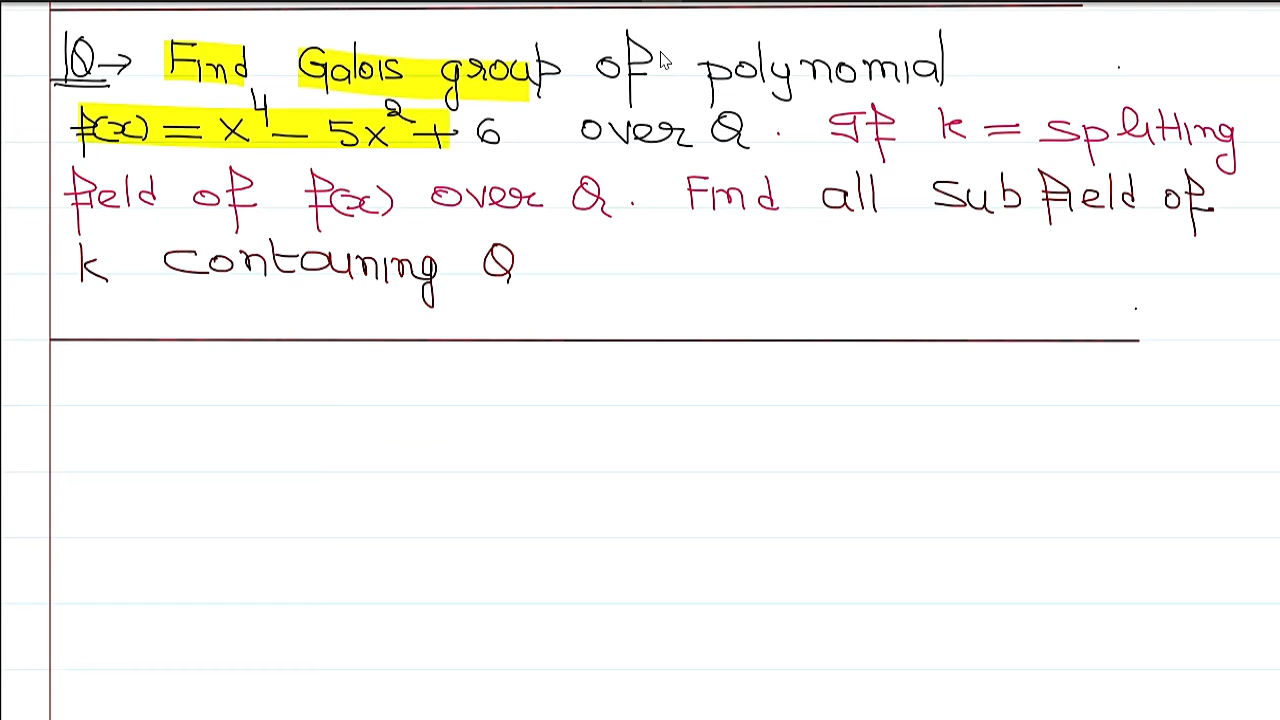 Q→ Find Galois group of polynomial
f(x) = x⁴ - 5x² + 6 over Q. If k = splitting
field of f(x) over Q. Find all subfield of
k containing Q